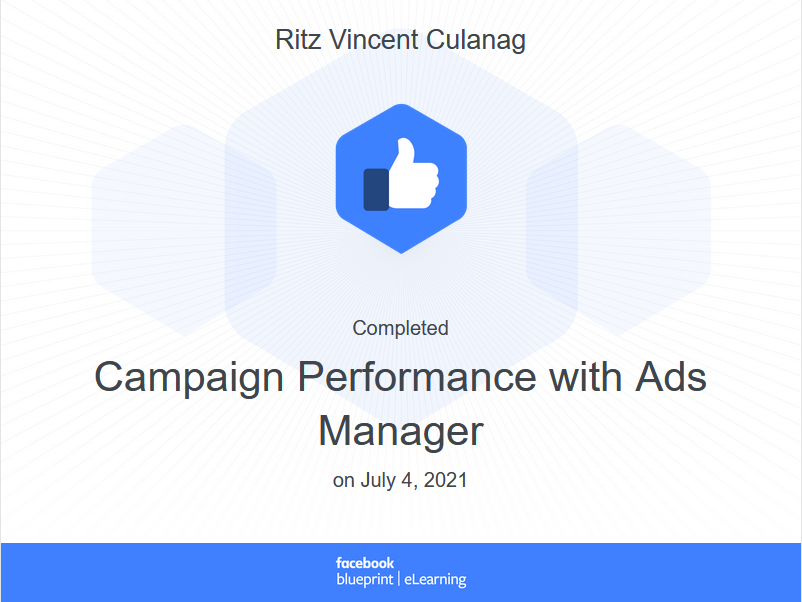 Ritz Vincent Culanag
Completed
Campaign Performance with Ads
Manager
on July 4, 2021
facebook
blueprint | eLearning